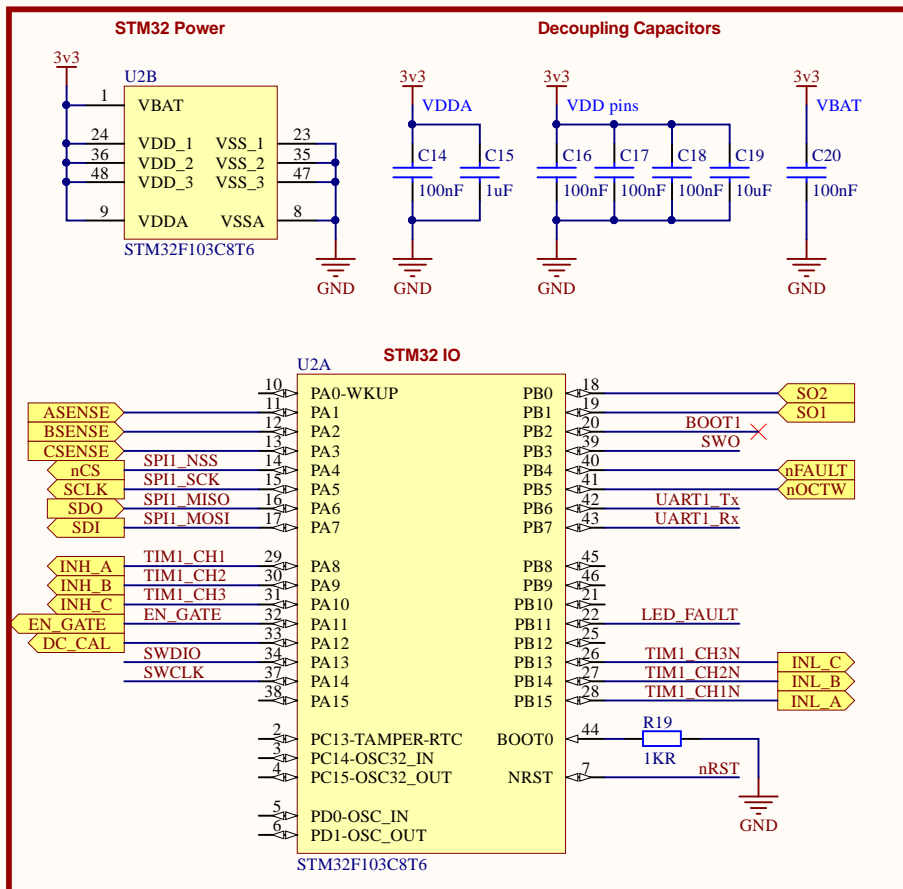 STM32 Power
Decoupling Capacitors
3v3
U2B
1 VBAT
24 VDD_1 VSS_1 23
36 VDD_2 VSS_2 35
48 VDD_3 VSS_3 47
9 VDDA VSSA 8
STM32F103C8T6
GND
3v3
VDDA
C14 C15
100nF 1uF
GND
3v3
VDD pins
C16 C17 C18 C19
100nF 100nF 100nF 10uF
GND
3v3
VBAT
C20
100nF
GND
STM32 IO
U2A
10 PA0-WKUP PB0 18 SO2
ASENSE 11 PA1 PB1 19 SO1
BSENSE 12 PA2 PB2 20 BOOT1
CSENSE 13 PA3 PB3 39 SWO
nCS SPI1_NSS 14 PA4 PB4 40 nFAULT
SCLK SPI1_SCK 15 PA5 PB5 41 nOCTW
SDO SPI1_MISO 16 PA6 PB6 42 UART1_Tx
SDI SPI1_MOSI 17 PA7 PB7 43 UART1_Rx
INH_A TIM1_CH1 29 PA8 PB8 45
INH_B TIM1_CH2 30 PA9 PB9 46
INH_C TIM1_CH3 31 PA10 PB10 21
EN_GATE EN_GATE 32 PA11 PB11 22 LED_FAULT
DC_CAL 33 PA12 PB12 25
SWDIO 34 PA13 PB13 26 TIM1_CH3N INL_C
SWCLK 37 PA14 PB14 27 TIM1_CH2N INL_B
38 PA15 PB15 28 TIM1_CH1N INL_A
2 PC13-TAMPER-RTC BOOT0 44 R19
3 PC14-OSC32_IN 1KR
4 PC15-OSC32_OUT NRST 7 nRST
GND
5 PD0-OSC_IN
6 PD1-OSC_OUT
STM32F103C8T6